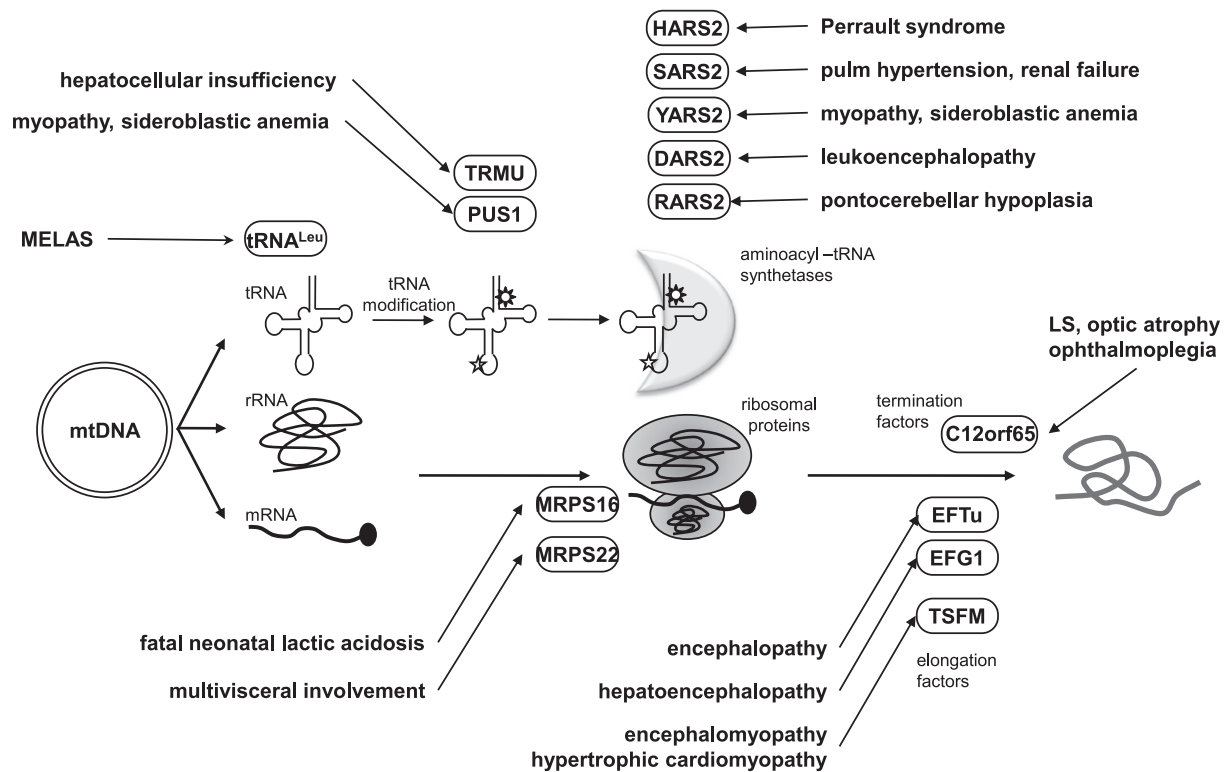 HARS2
Perrault syndrome
SARS2
pulm hypertension, renal failure
hepatocellular insufficiency
YARS2
myopathy, sideroblastic anemia
myopathy, sideroblastic anemia
DARS2
leukoencephalopathy
TRMU
RARS2
pontocerebellar hypoplasia
PUS1
MELAS
tRNALeu
aminoacyl –tRNA
synthetases
tRNA
tRNA
modification
LS, optic atrophy
ophthalmoplegia
rRNA
ribosomal
proteins
termination
factors
mtDNA
C12orf65
mRNA
MRPS16
EFTu
MRPS22
EFG1
TSFM
fatal neonatal lactic acidosis
encephalopathy
elongation
factors
multivisceral involvement
hepatoencephalopathy
encephalomyopathy
hypertrophic cardiomyopathy